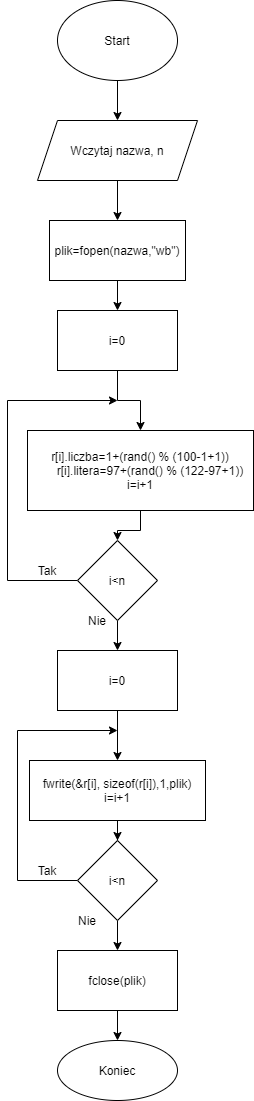 Start
Wczytaj nazwa, n
plik=fopen(nazwa,"wb")
i=0
r[i].liczba=1+(rand() % (100-1+1))
r[i].litera=97+(rand() % (122-97+1))
i=i+1
i<n
Tak
Nie
i=0
fwrite(&r[i], sizeof(r[i]),1,plik)
i=i+1
i<n
Tak
Nie
fclose(plik)
Koniec